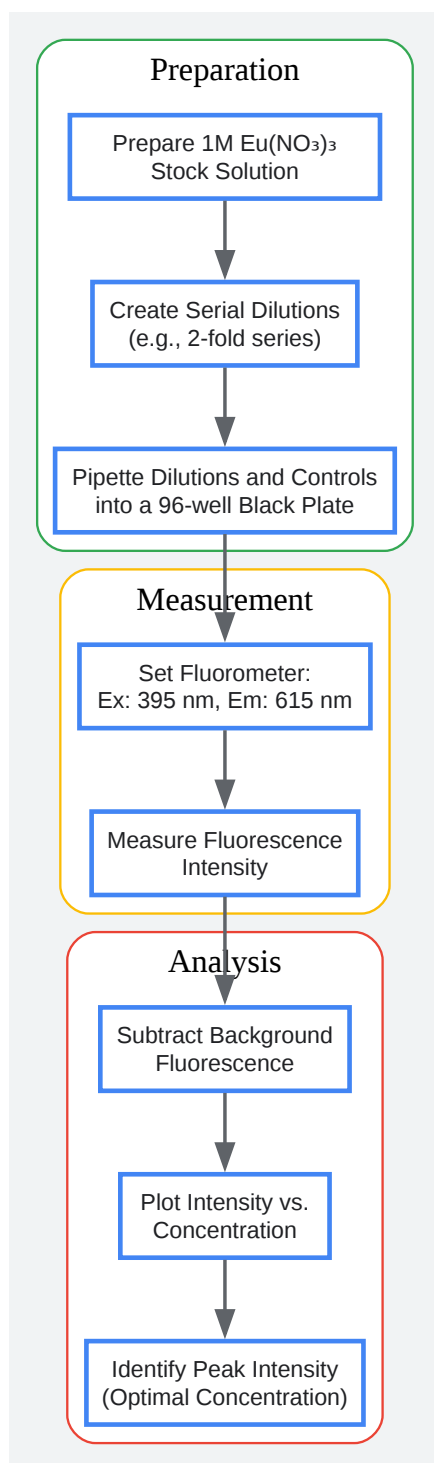 Preparation
Prepare 1M Eu(NO₃)₃
Stock Solution
Create Serial Dilutions
(e.g., 2-fold series)
Pipette Dilutions and Controls
into a 96-well Black Plate
Measurement
Set Fluorometer:
Ex: 395 nm, Em: 615 nm
Measure Fluorescence
Intensity
Analysis
Subtract Background
Fluorescence
Plot Intensity vs.
Concentration
Identify Peak Intensity
(Optimal Concentration)